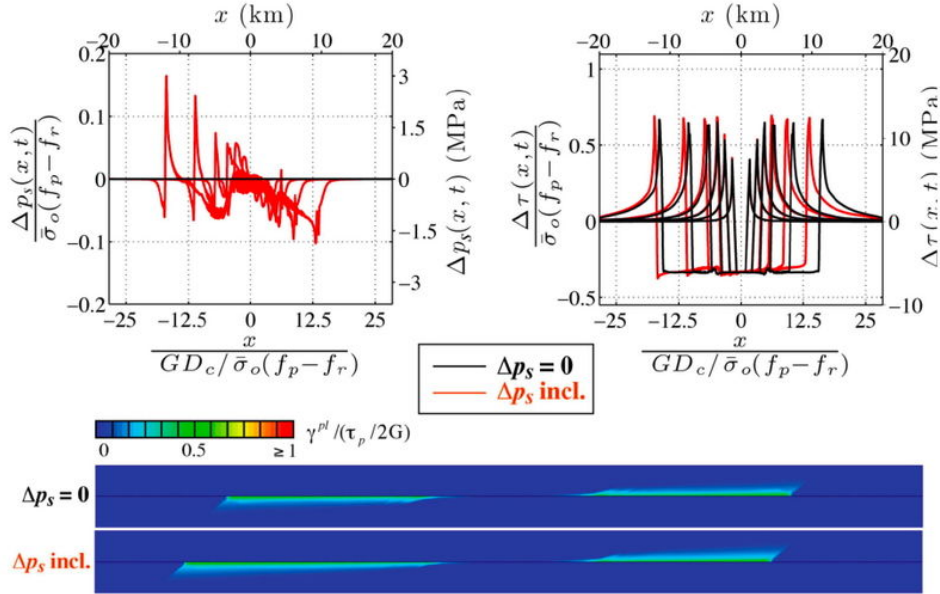 x (km)
−20 −10 0 10 20
0.2
0.1
0
−0.1
−0.2
Δp_s(x,t)
σ̄_o(f_p−f_r)
3
1.5
0
−1.5
−3
Δp_s(x,t) (MPa)
−25 −12.5 0 12.5 25
x
GD_c/σ̄_o(f_p−f_r)
x (km)
−20 −10 0 10 20
1
0.5
0
−0.5
Δτ(x,t)
σ̄_o(f_p−f_r)
20
10
0
−10
Δτ(x,t) (MPa)
−25 −12.5 0 12.5 25
x
GD_c/σ̄_o(f_p−f_r)
Δp_s = 0
Δp_s incl.
γ^{pl}/(τ_p/2G)
0 0.5 ≥1
Δp_s = 0
Δp_s incl.